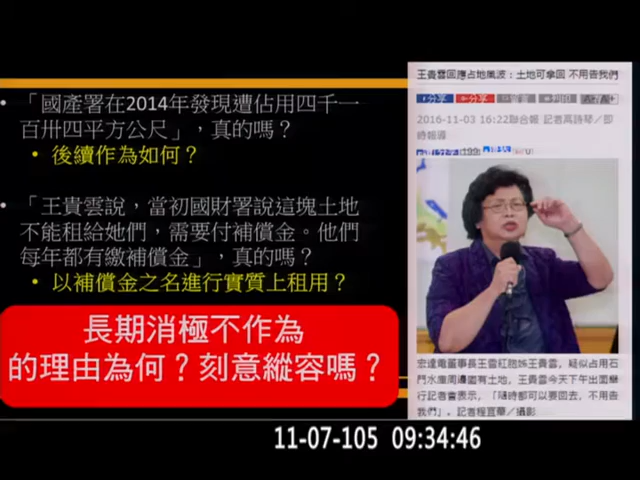 • 「國產署在2014年發現遭佔用四千一
百卅四平方公尺」，真的嗎？
• 後續作為如何？
• 「王貴雲說，當初國財署說這塊土地
不能租給她們，需要付補償金。他們
每年都有繳補償金」，真的嗎？
• 以補償金之名進行實質上租用？
長期消極不作為
的理由為何？刻意縱容嗎？
王貴雲回應占地風波：土地可拿回 不用告我們
分享
分享
2016-11-03 16:22聯合報 記者高詩琴╱即
時報導
宏達電董事長王雪紅胞姊王貴雲，疑似占用石
門水庫周邊國有土地，王貴雲今天下午出面舉
行記者會表示，「隨時都可以要回去，不用告
我們」。記者程宜華／攝影
11-07-105 09:34:46